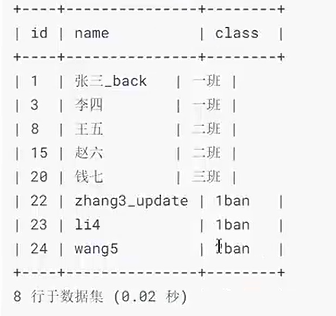 +----+--------------+--------+
| id | name | class |
+----+--------------+--------+
| 1 | 张三_back | 一班 |
| 3 | 李四 | 一班 |
| 8 | 王五 | 二班 |
| 15 | 赵六 | 二班 |
| 20 | 钱七 | 三班 |
| 22 | zhang3_update | 1ban |
| 23 | li4 | 1ban |
| 24 | wang5 | 1ban |
+----+--------------+--------+
8 行于数据集 (0.02 秒)